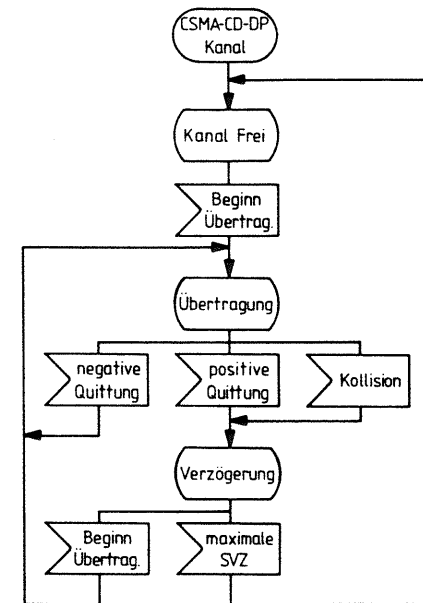 CSMA-CD-DP
Kanal
Kanal Frei
Beginn
Übertrag.
Übertragung
negative
Quittung
positive
Quittung
Kollision
Verzögerung
Beginn
Übertrag.
maximale
SVZ